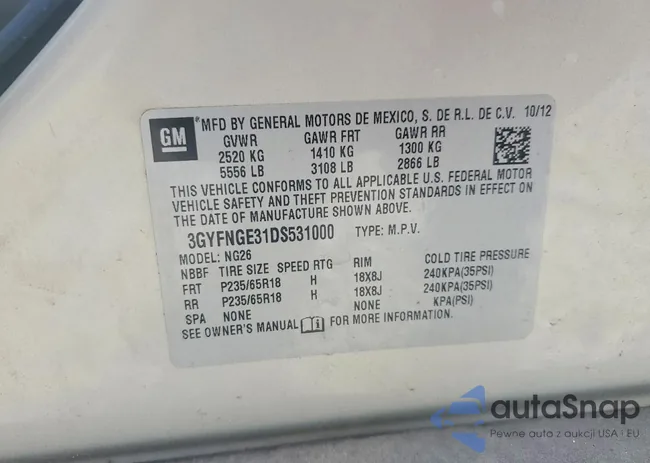 GM
*MFD BY GENERAL MOTORS DE MEXICO, S. DE R.L. DE C.V. 10/12
GVWR GAWR FRT GAWR RR
2520 KG 1410 KG 1300 KG
5556 LB 3108 LB 2866 LB
THIS VEHICLE CONFORMS TO ALL APPLICABLE U.S. FEDERAL MOTOR
VEHICLE SAFETY AND THEFT PREVENTION STANDARDS IN EFFECT ON
THE DATE OF MANUFACTURE SHOWN ABOVE.
3GYFNGE31DS531000 TYPE: M.P.V.
MODEL: NG26
NBBF TIRE SIZE SPEED RTG RIM COLD TIRE PRESSURE
FRT P235/65R18 H 18X8J 240KPA(35PSI)
RR P235/65R18 H 18X8J 240KPA(35PSI)
SPA NONE NONE KPA(PSI)
SEE OWNER'S MANUAL FOR MORE INFORMATION.
autaSnap
Pewne auta z aukcji USA i EU